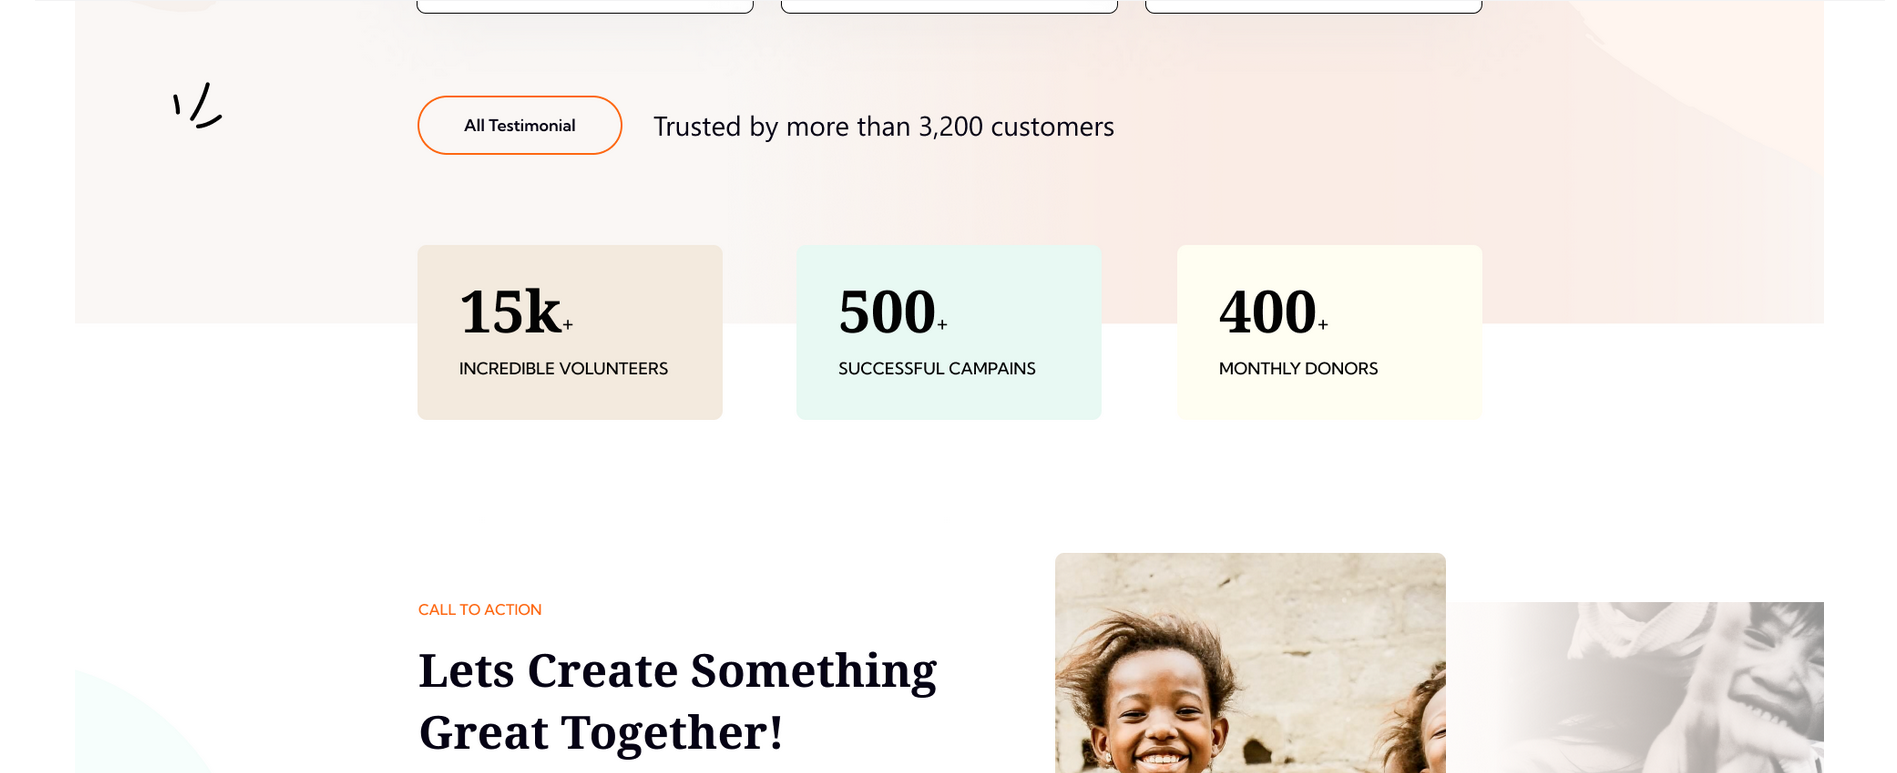 All Testimonial
Trusted by more than 3,200 customers
15k+
INCREDIBLE VOLUNTEERS
500+
SUCCESSFUL CAMPAINS
400+
MONTHLY DONORS
CALL TO ACTION
Lets Create Something
Great Together!